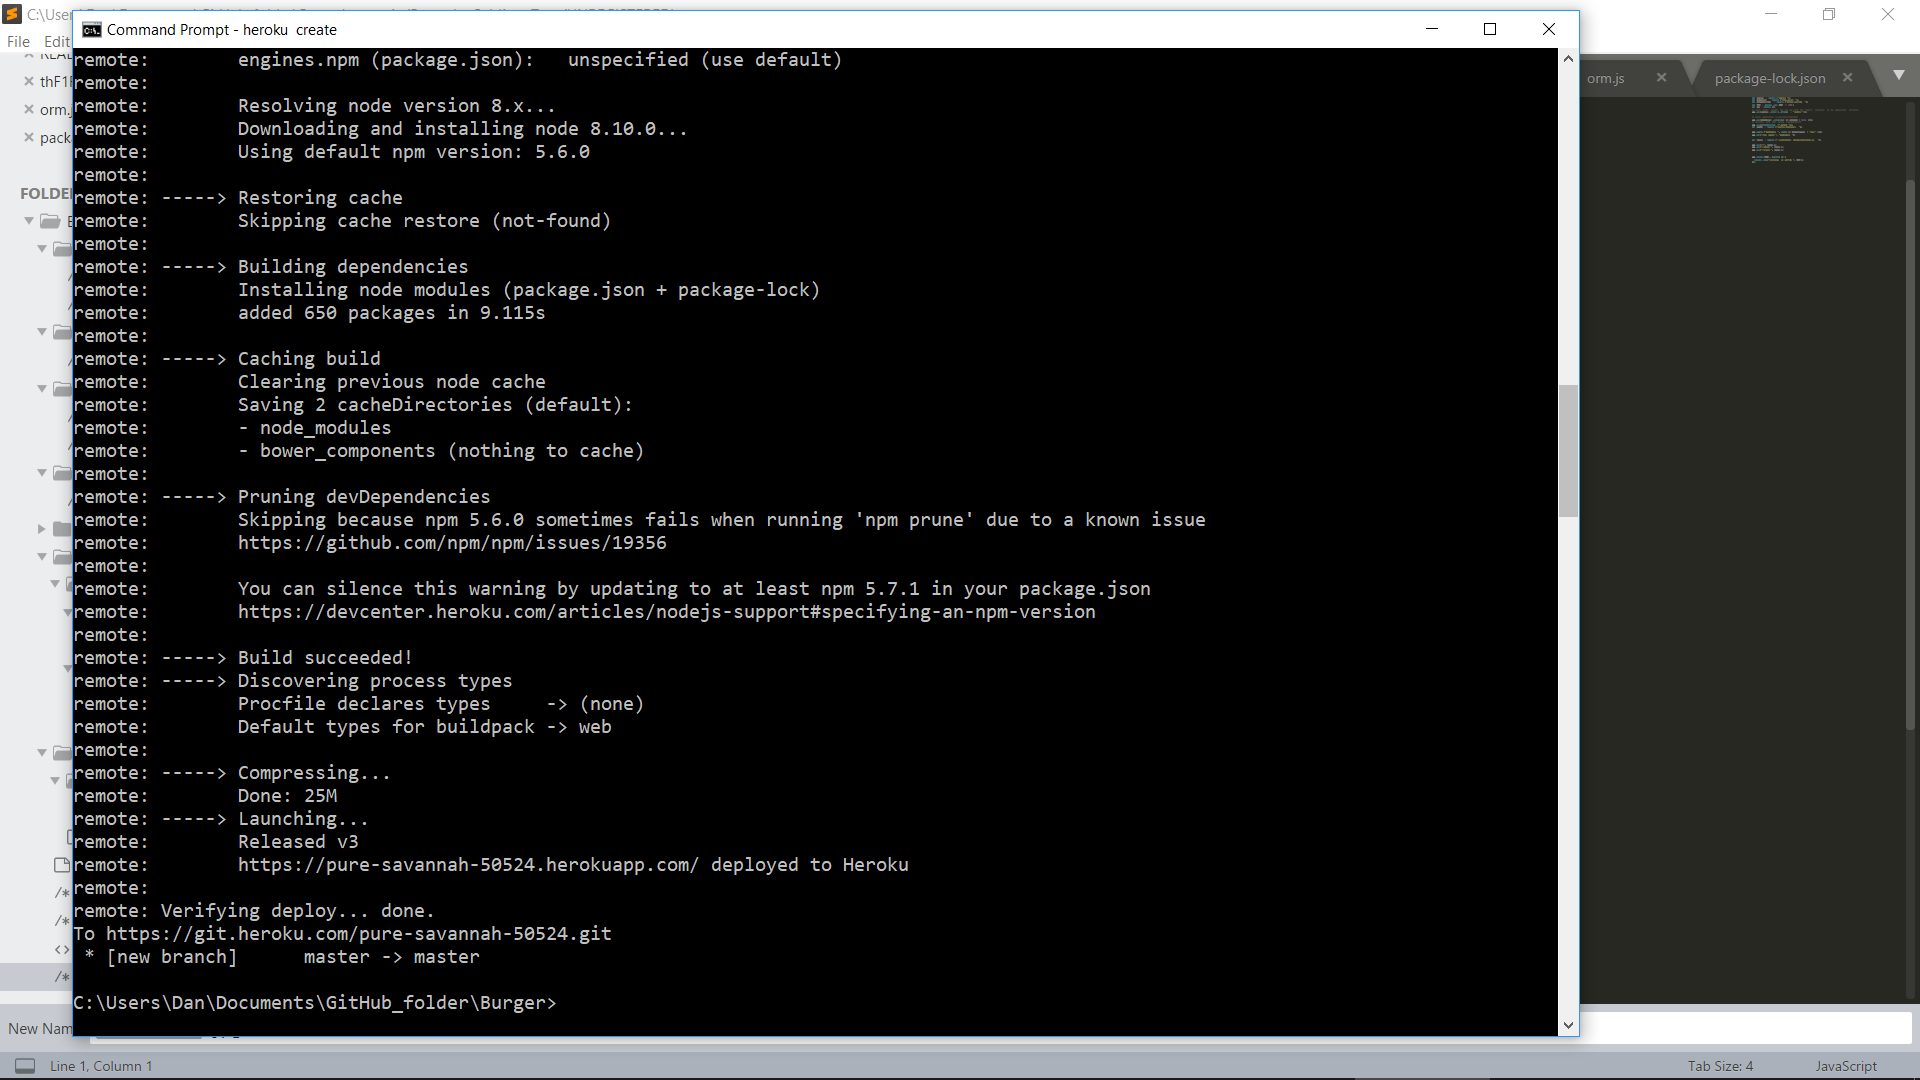 C:\User
File Edit
Command Prompt - heroku  create
thF1
orm.
pack
FOLDE
orm.js
package-lock.json
remote:        engines.npm (package.json):   unspecified (use default)
remote:
remote:        Resolving node version 8.x...
remote:        Downloading and installing node 8.10.0...
remote:        Using default npm version: 5.6.0
remote:
remote: -----> Restoring cache
remote:        Skipping cache restore (not-found)
remote:
remote: -----> Building dependencies
remote:        Installing node modules (package.json + package-lock)
remote:        added 650 packages in 9.115s
remote:
remote: -----> Caching build
remote:        Clearing previous node cache
remote:        Saving 2 cacheDirectories (default):
remote:        - node_modules
remote:        - bower_components (nothing to cache)
remote:
remote: -----> Pruning devDependencies
remote:        Skipping because npm 5.6.0 sometimes fails when running 'npm prune' due to a known issue
remote:        https://github.com/npm/npm/issues/19356
remote:
remote:        You can silence this warning by updating to at least npm 5.7.1 in your package.json
remote:        https://devcenter.heroku.com/articles/nodejs-support#specifying-an-npm-version
remote:
remote: -----> Build succeeded!
remote: -----> Discovering process types
remote:        Procfile declares types     -> (none)
remote:        Default types for buildpack -> web
remote:
remote: -----> Compressing...
remote:        Done: 25M
remote: -----> Launching...
remote:        Released v3
remote:        https://pure-savannah-50524.herokuapp.com/ deployed to Heroku
remote:
remote: Verifying deploy... done.
To https://git.heroku.com/pure-savannah-50524.git
 * [new branch]      master -> master
C:\Users\Dan\Documents\GitHub_folder\Burger>
New Nam
Line 1, Column 1
Tab Size: 4
JavaScript